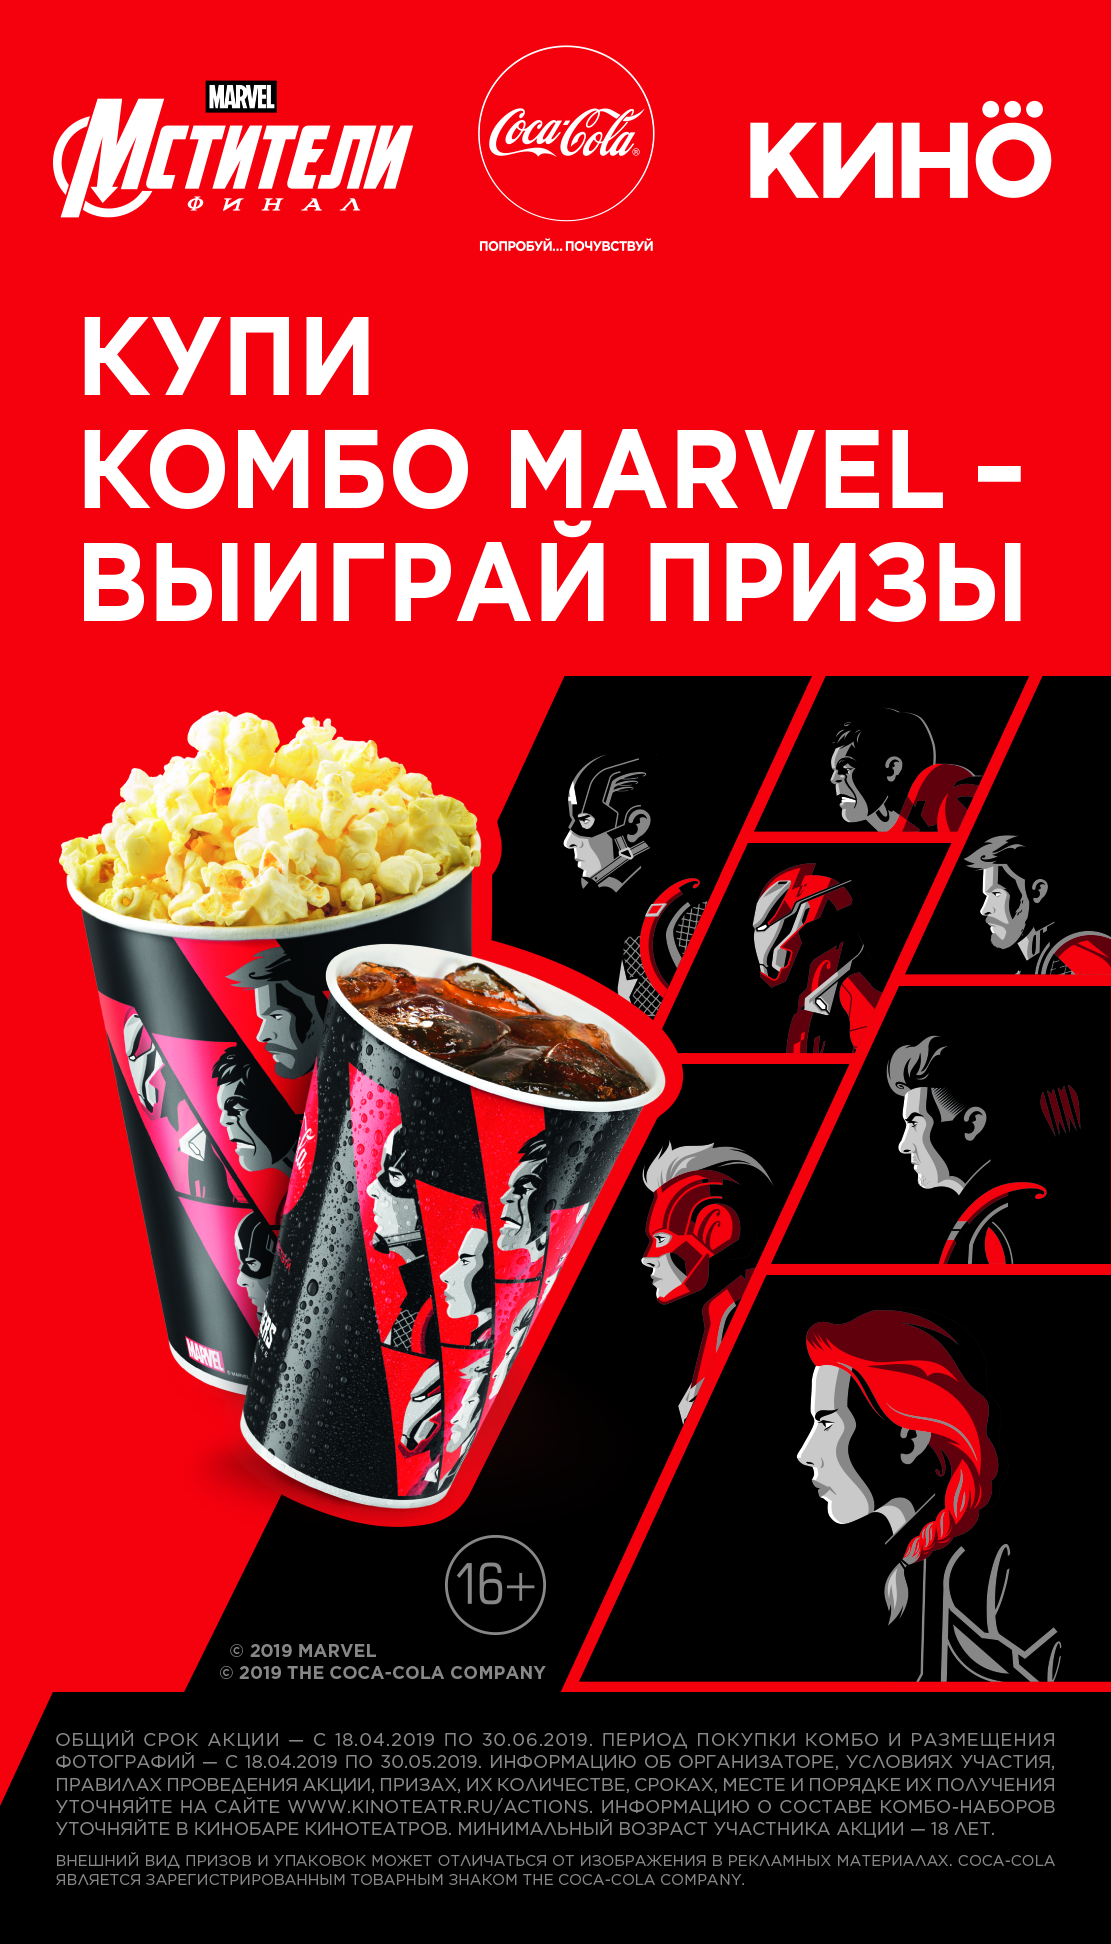 MARVEL
МСТИТЕЛИ
ФИНАЛ
Coca-Cola®
ПОПРОБУЙ... ПОЧУВСТВУЙ
КИНО
КУПИ
КОМБО MARVEL –
ВЫИГРАЙ ПРИЗЫ
MARVEL
16+
© 2019 MARVEL
© 2019 THE COCA-COLA COMPANY
ОБЩИЙ СРОК АКЦИИ — С 18.04.2019 ПО 30.06.2019. ПЕРИОД ПОКУПКИ КОМБО И РАЗМЕЩЕНИЯ
ФОТОГРАФИЙ — С 18.04.2019 ПО 30.05.2019. ИНФОРМАЦИЮ ОБ ОРГАНИЗАТОРЕ, УСЛОВИЯХ УЧАСТИЯ,
ПРАВИЛАХ ПРОВЕДЕНИЯ АКЦИИ, ПРИЗАХ, ИХ КОЛИЧЕСТВЕ, СРОКАХ, МЕСТЕ И ПОРЯДКЕ ИХ ПОЛУЧЕНИЯ
УТОЧНЯЙТЕ НА САЙТЕ WWW.KINOTEATR.RU/ACTIONS. ИНФОРМАЦИЮ О СОСТАВЕ КОМБО-НАБОРОВ
УТОЧНЯЙТЕ В КИНОБАРЕ КИНОТЕАТРОВ. МИНИМАЛЬНЫЙ ВОЗРАСТ УЧАСТНИКА АКЦИИ — 18 ЛЕТ.
ВНЕШНИЙ ВИД ПРИЗОВ И УПАКОВОК МОЖЕТ ОТЛИЧАТЬСЯ ОТ ИЗОБРАЖЕНИЯ В РЕКЛАМНЫХ МАТЕРИАЛАХ. COCA-COLA
ЯВЛЯЕТСЯ ЗАРЕГИСТРИРОВАННЫМ ТОВАРНЫМ ЗНАКОМ THE COCA-COLA COMPANY.